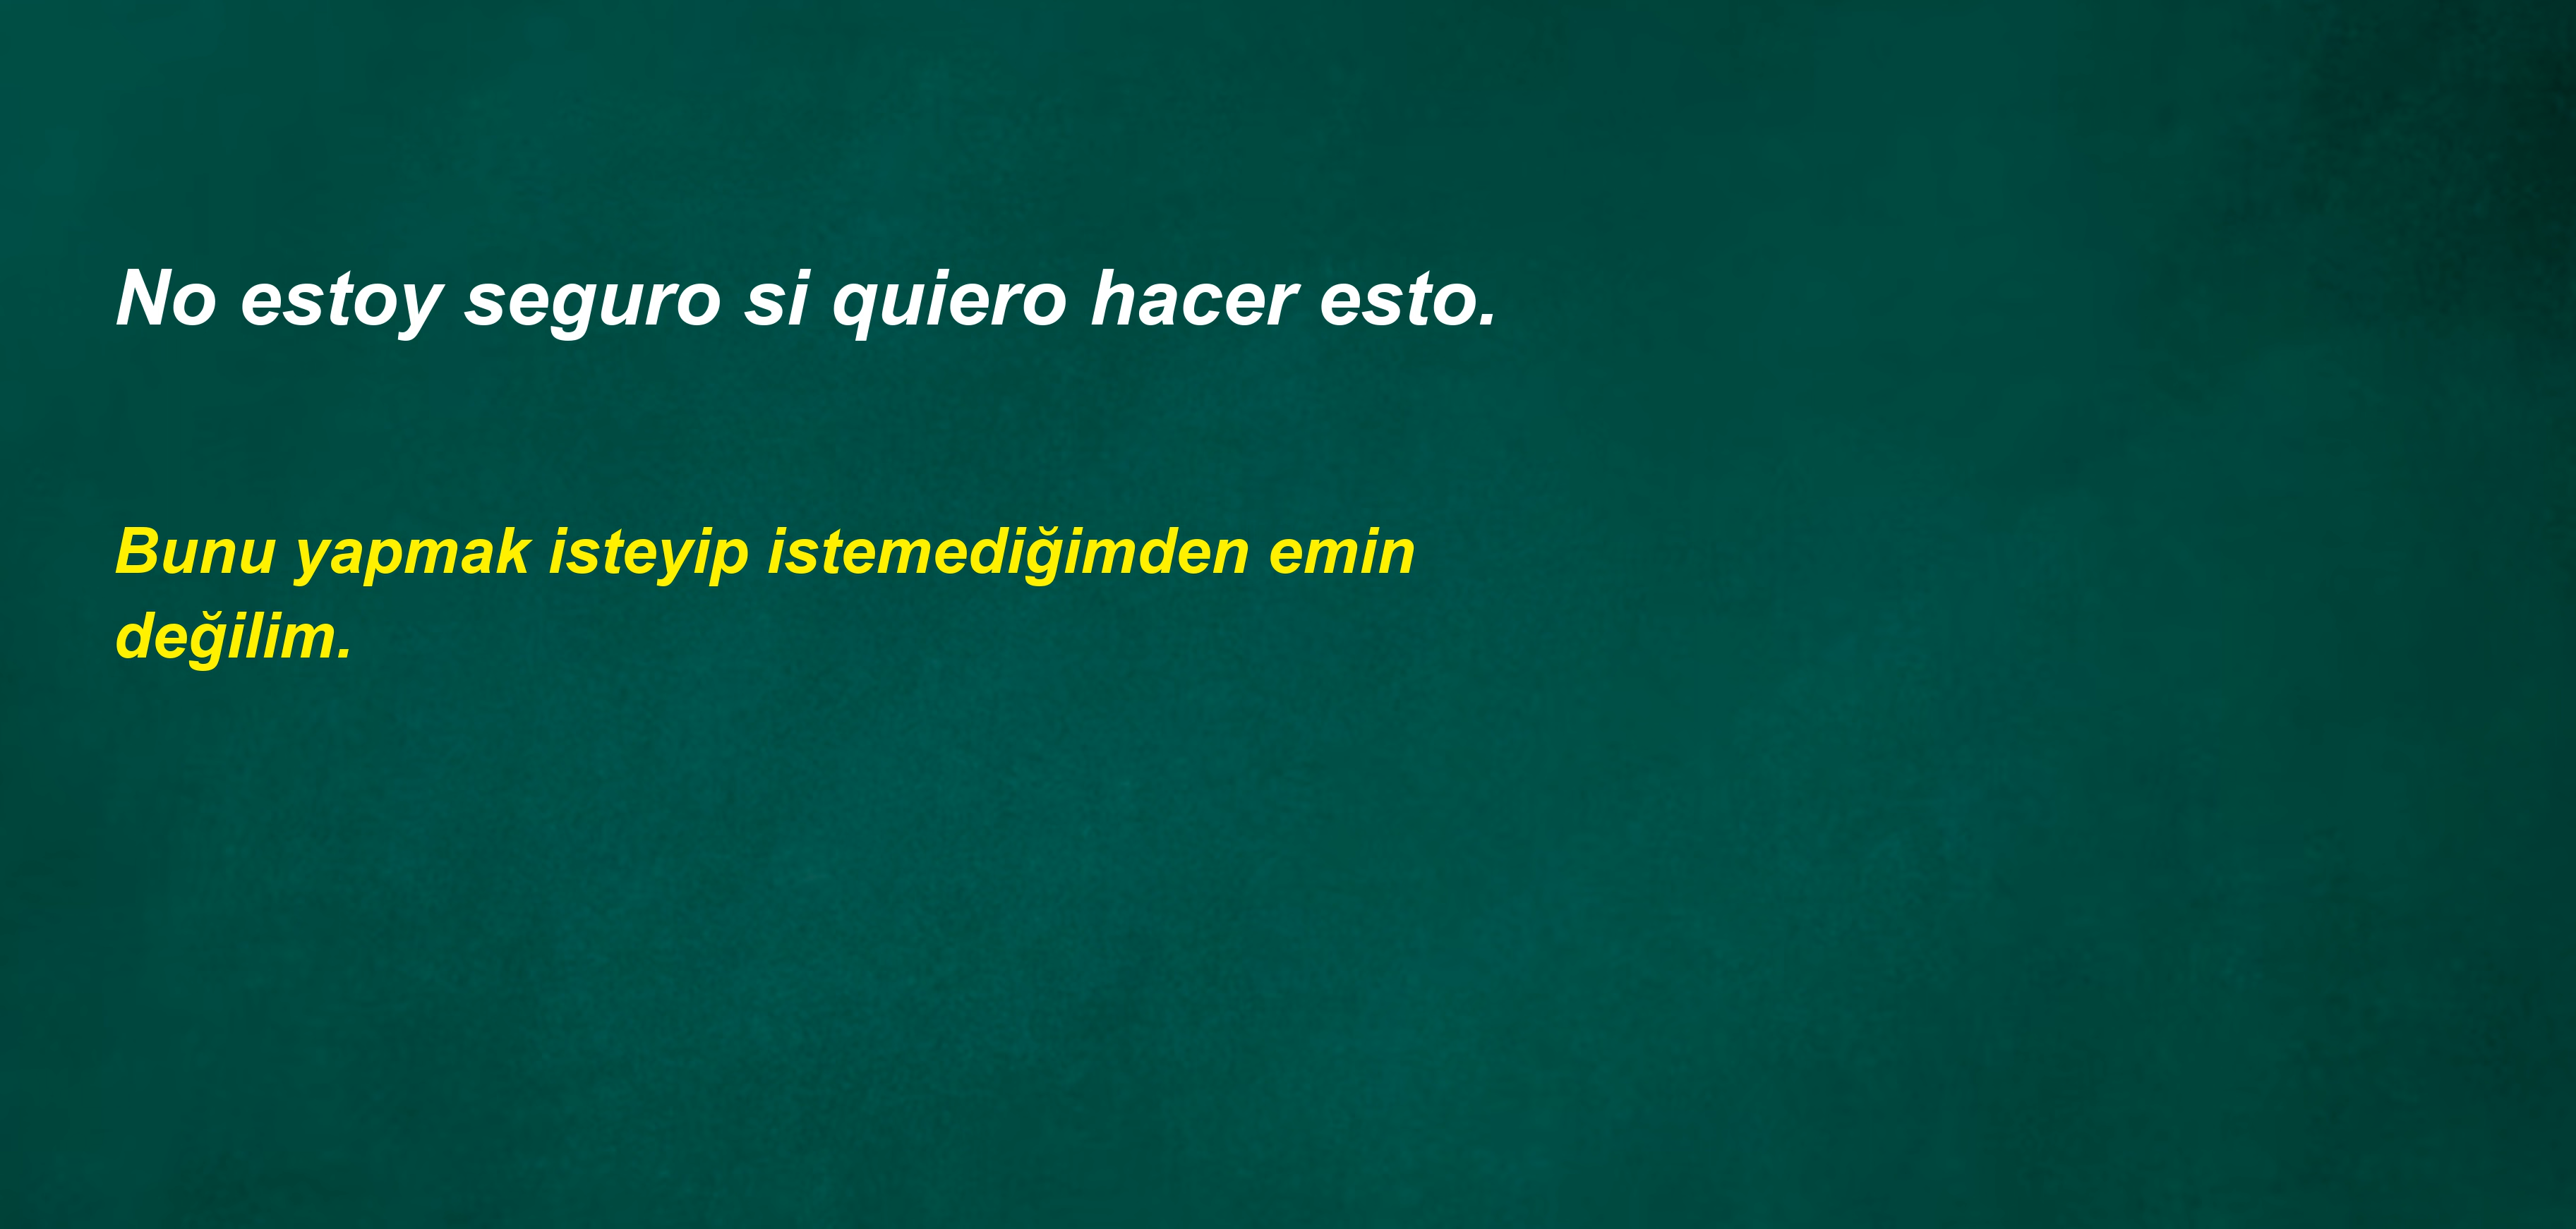 No estoy seguro si quiero hacer esto.
Bunu yapmak isteyip istemediğimden emin
değilim.